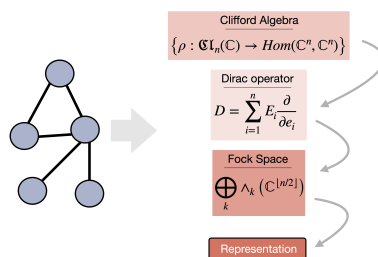 Clifford Algebra
{ρ : ℭ𝔩ₙ(ℂ) → Hom(ℂⁿ, ℂⁿ)}
Dirac operator
D = ∑ᵢ₌₁ⁿ Eᵢ ∂/∂eᵢ
Fock Space
⨁ₖ ∧ₖ (ℂ^⌊n/2⌋)
Representation